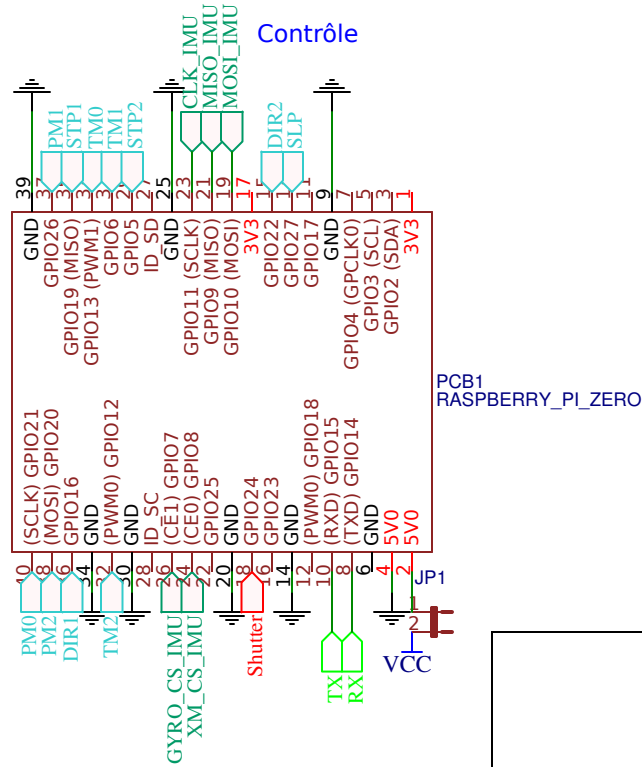 Contrôle
CLK_IMU
MISO_IMU
MOSI_IMU
PM1
STP1
TM0
TM1
STP2
DIR2
SLP
39
37
25
27
23
21
19
17
15
11
9
7
5
3
1
GND
GPIO26
GPIO19 (MISO)
GPIO13 (PWM1)
GPIO6
GPIO5
ID_SD
GND
GPIO11 (SCLK)
GPIO9 (MISO)
GPIO10 (MOSI)
3V3
GPIO22
GPIO27
GPIO17
GND
GPIO4 (GPCLK0)
GPIO3 (SCL)
GPIO2 (SDA)
3V3
PCB1
RASPBERRY_PI_ZERO
(SCLK) GPIO21
(MOSI) GPIO20
GPIO16
GND
(PWM0) GPIO12
GND
ID_SC
(CE1) GPIO7
(CE0) GPIO8
GPIO25
GND
GPIO24
GPIO23
GND
(PWM0) GPIO18
(RXD) GPIO15
(TXD) GPIO14
GND
5V0
5V0
40
38
36
34
32
30
28
26
24
22
20
18
16
14
12
10
8
6
4
2
JP1
1
2
VCC
PM0
PM2
DIR1
TM2
GYRO_CS_IMU
XM_CS_IMU
Shutter
TX
RX